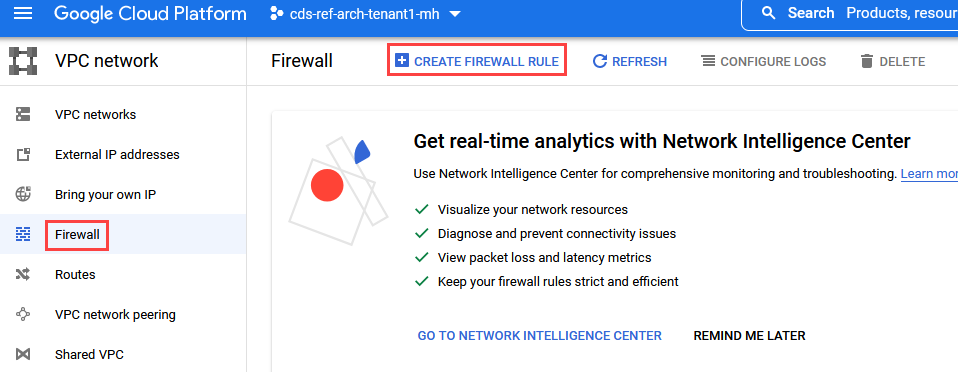 Google Cloud Platform
cds-ref-arch-tenant1-mh
Search Products, resour
VPC network
Firewall
CREATE FIREWALL RULE
REFRESH
CONFIGURE LOGS
DELETE
VPC networks
External IP addresses
Bring your own IP
Firewall
Routes
VPC network peering
Shared VPC
Get real-time analytics with Network Intelligence Center
Use Network Intelligence Center for comprehensive monitoring and troubleshooting. Learn mor
Visualize your network resources
Diagnose and prevent connectivity issues
View packet loss and latency metrics
Keep your firewall rules strict and efficient
GO TO NETWORK INTELLIGENCE CENTER
REMIND ME LATER